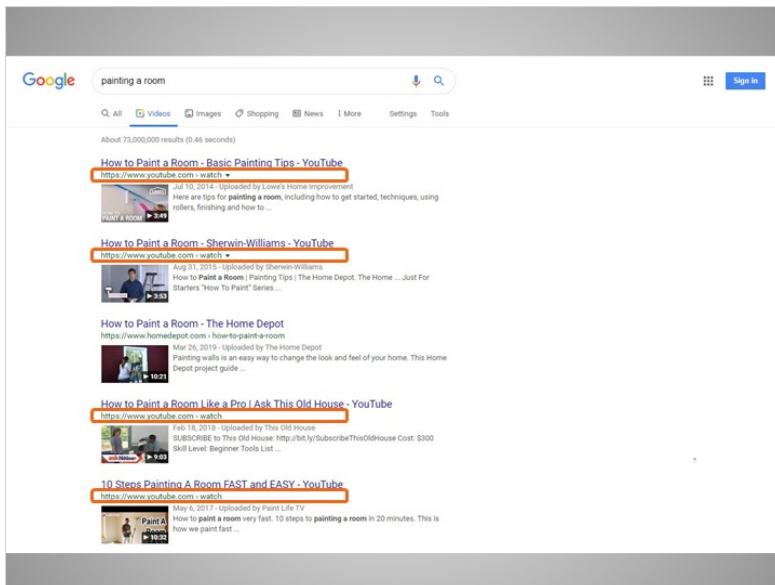 Google painting a room Sign in
All Videos Images Shopping News More Settings Tools
About 73,000,000 results (0.46 seconds)
How to Paint a Room - Basic Painting Tips - YouTube
https://www.youtube.com › watch
Jul 10, 2014 - Uploaded by Lowe's Home Improvement
Here are tips for painting a room, including how to get started, techniques, using
rollers, finishing and how to ...
PAINT A ROOM 3:49
How to Paint a Room - Sherwin-Williams - YouTube
https://www.youtube.com › watch
Aug 31, 2015 - Uploaded by Sherwin-Williams
How to Paint a Room | Painting Tips | The Home Depot. The Home ... Just For
Starters "How To Paint" Series ...
3:53
How to Paint a Room - The Home Depot
https://www.homedepot.com › how-to-paint-a-room
Mar 26, 2019 - Uploaded by The Home Depot
Painting walls is an easy way to change the look and feel of your home. This Home
Depot project guide ...
10:21
How to Paint a Room Like a Pro | Ask This Old House - YouTube
https://www.youtube.com › watch
Feb 18, 2018 - Uploaded by This Old House
SUBSCRIBE to This Old House: http://bit.ly/SubscribeThisOldHouse Cost: $300
Skill Level: Beginner Tools List ...
9:03
10 Steps Painting A Room FAST and EASY - YouTube
https://www.youtube.com › watch
May 6, 2017 - Uploaded by Paint Life TV
How to paint a room very fast. 10 steps to painting a room in 20 minutes. This is
how we paint fast ...
Paint A
Room
10:32